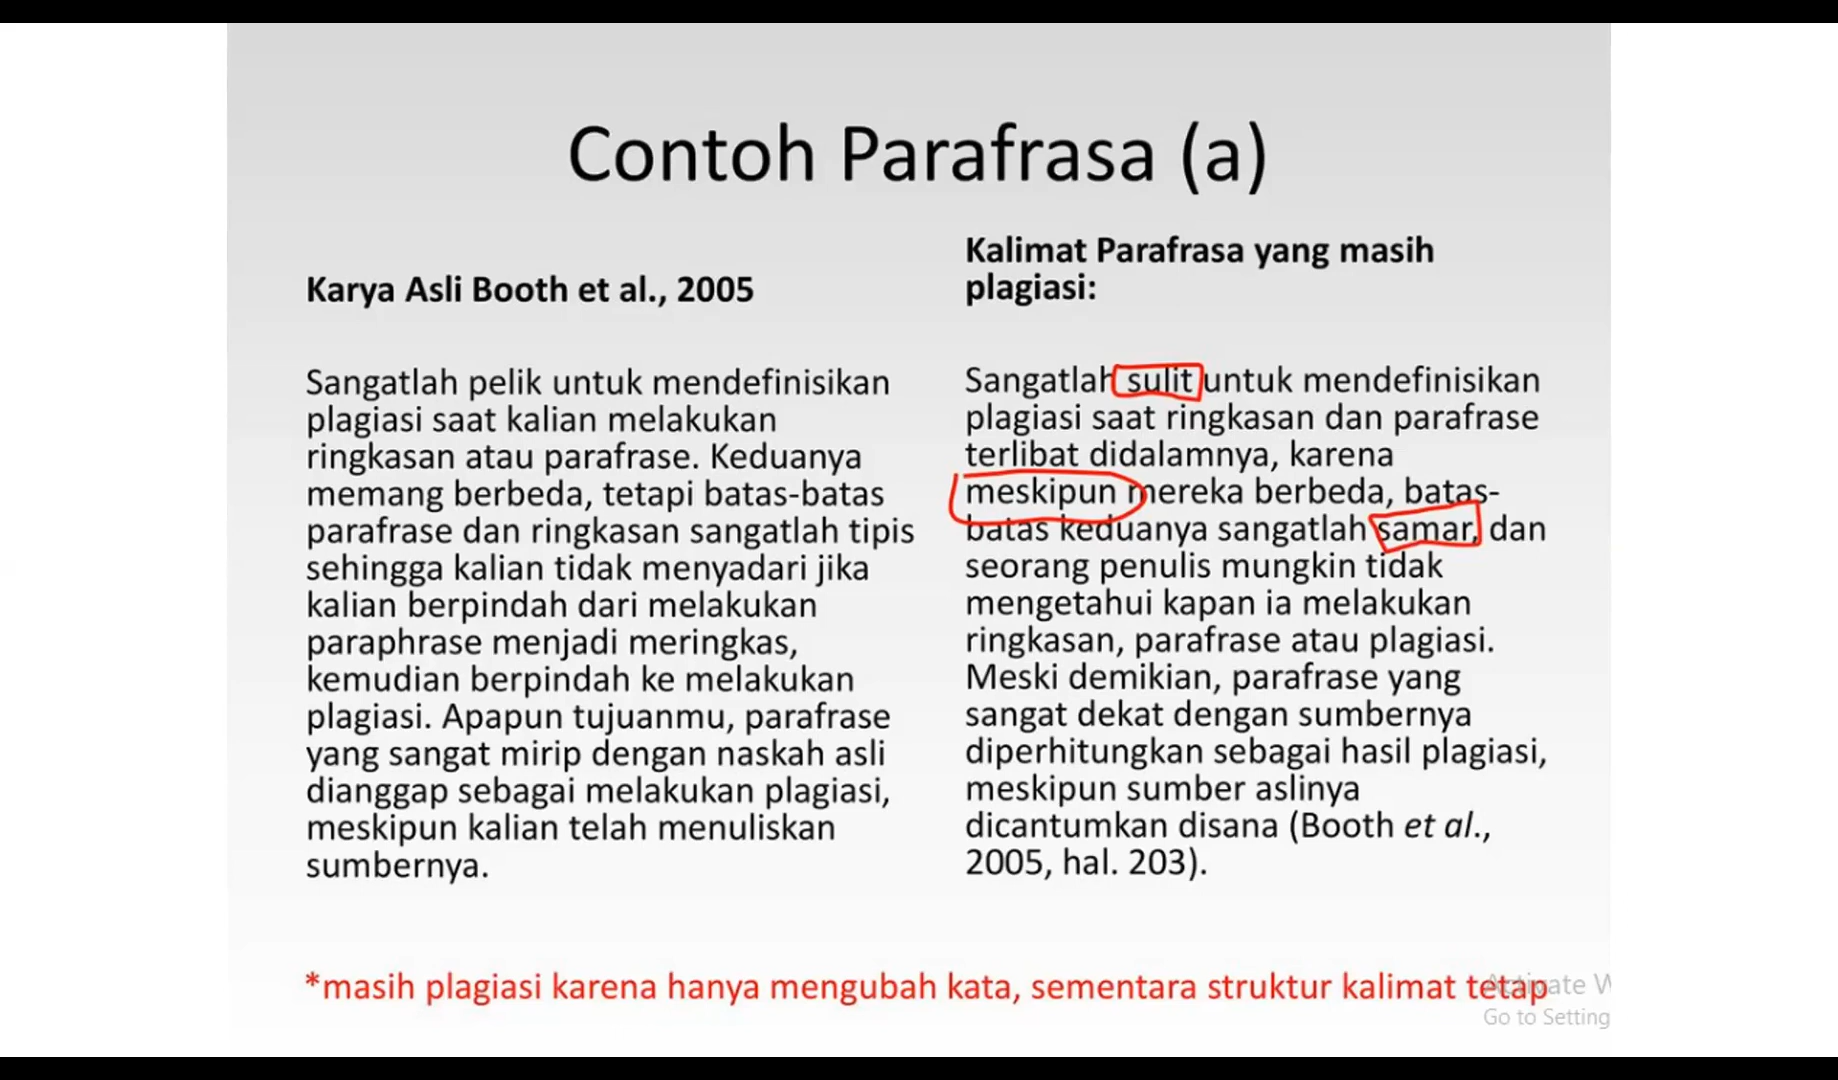 Contoh Parafrasa (a)
Karya Asli Booth et al., 2005
Sangatlah pelik untuk mendefinisikan
plagiasi saat kalian melakukan
ringkasan atau parafrase. Keduanya
memang berbeda, tetapi batas-batas
parafrase dan ringkasan sangatlah tipis
sehingga kalian tidak menyadari jika
kalian berpindah dari melakukan
paraphrase menjadi meringkas,
kemudian berpindah ke melakukan
plagiasi. Apapun tujuanmu, parafrase
yang sangat mirip dengan naskah asli
dianggap sebagai melakukan plagiasi,
meskipun kalian telah menuliskan
sumbernya.
Kalimat Parafrasa yang masih
plagiasi:
Sangatlah sulit untuk mendefinisikan
plagiasi saat ringkasan dan parafrase
terlibat didalamnya, karena
meskipun mereka berbeda, batas-
batas keduanya sangatlah samar, dan
seorang penulis mungkin tidak
mengetahui kapan ia melakukan
ringkasan, parafrase atau plagiasi.
Meski demikian, parafrase yang
sangat dekat dengan sumbernya
diperhitungkan sebagai hasil plagiasi,
meskipun sumber aslinya
dicantumkan disana (Booth et al.,
2005, hal. 203).
*masih plagiasi karena hanya mengubah kata, sementara struktur kalimat tetap
Activate W
Go to Setting